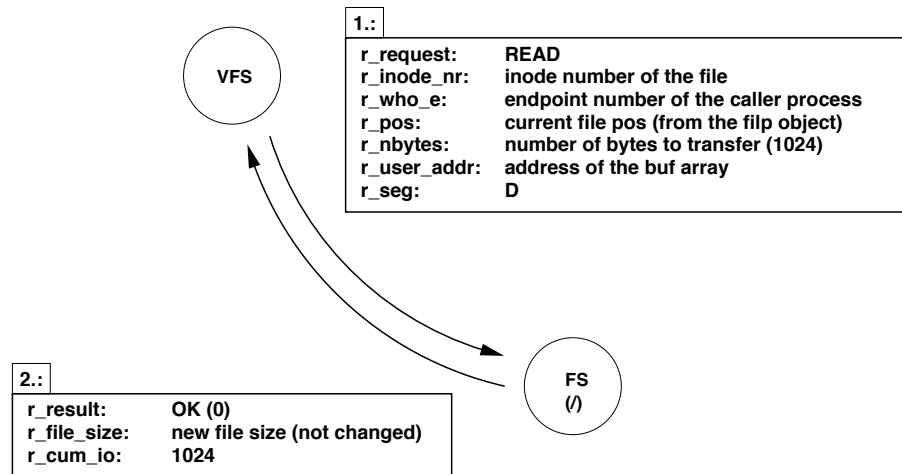 1.:
r_request: READ
r_inode_nr: inode number of the file
r_who_e: endpoint number of the caller process
r_pos: current file pos (from the filp object)
r_nbytes: number of bytes to transfer (1024)
r_user_addr: address of the buf array
r_seg: D
VFS
FS
(/)
2.:
r_result: OK (0)
r_file_size: new file size (not changed)
r_cum_io: 1024